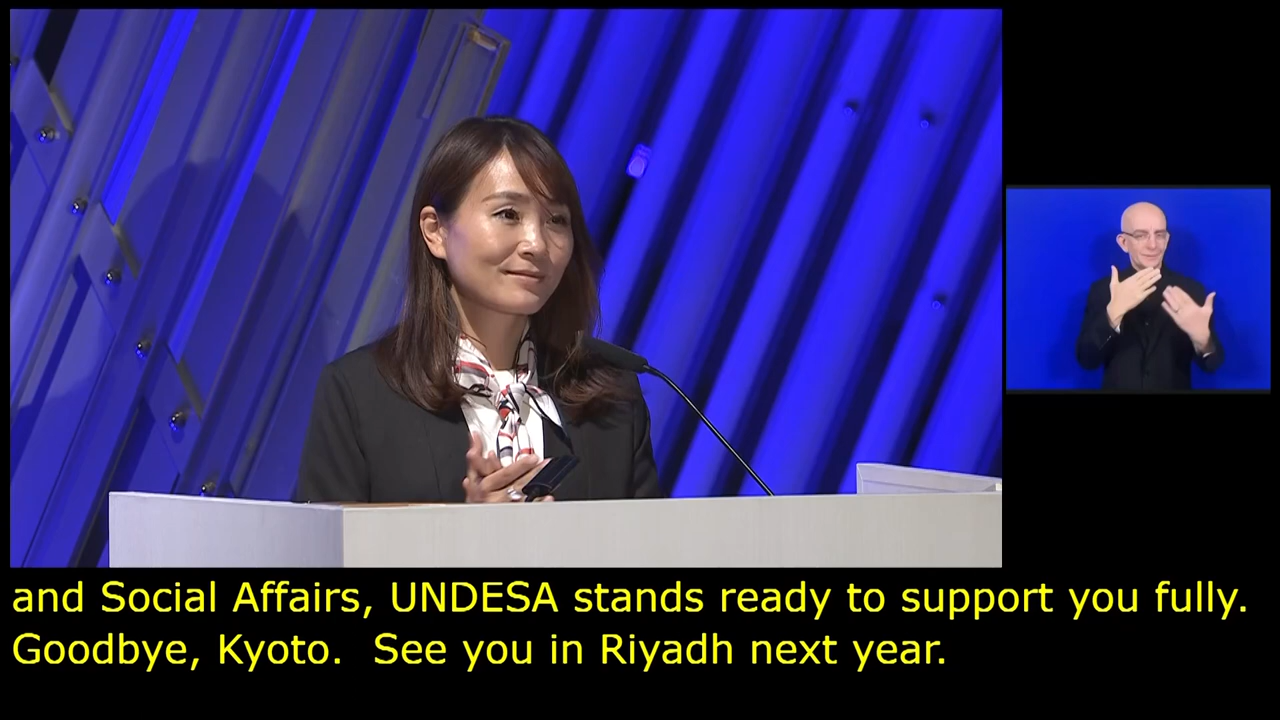 and Social Affairs, UNDESA stands ready to support you fully.
Goodbye, Kyoto.  See you in Riyadh next year.